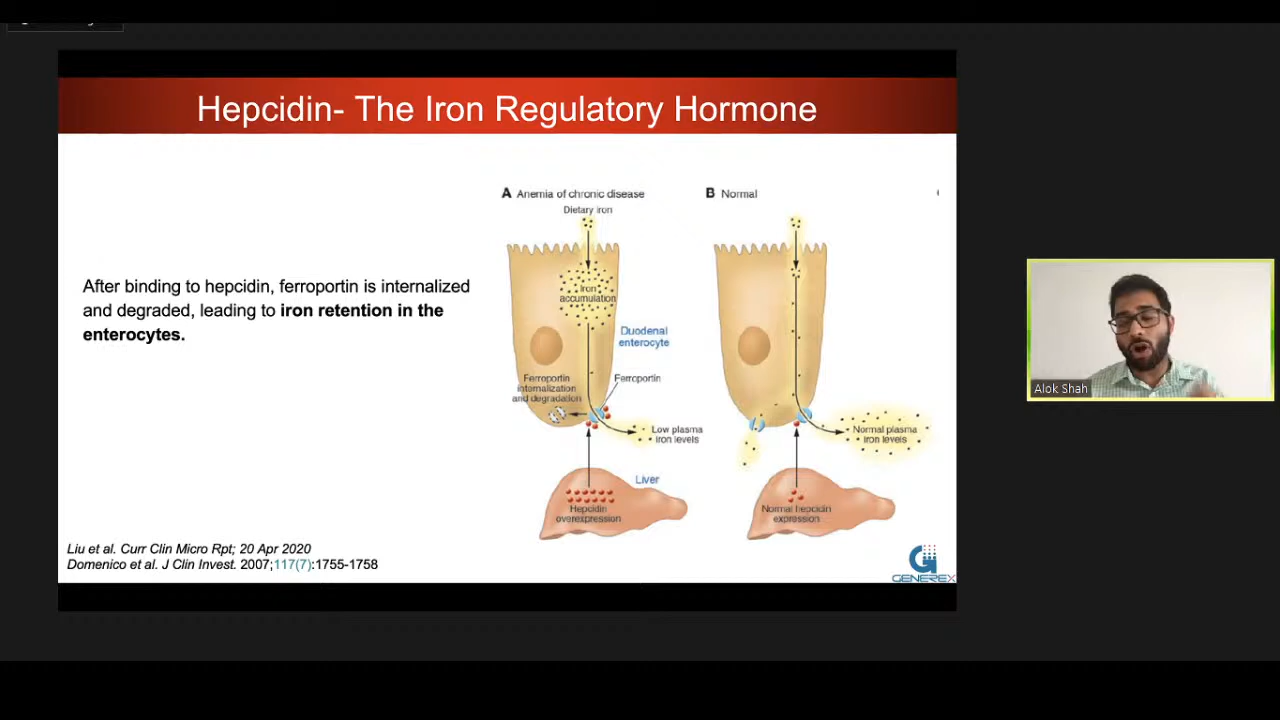 Hepcidin- The Iron Regulatory Hormone
After binding to hepcidin, ferroportin is internalized
and degraded, leading to iron retention in the
enterocytes.
A Anemia of chronic disease
Dietary iron
Iron
accumulation
Duodenal
enterocyte
Ferroportin
internalization
and degradation
Ferroportin
Low plasma
iron levels
Liver
Hepcidin
overexpression
B Normal
Normal plasma
iron levels
Normal hepcidin
expression
Liu et al. Curr Clin Micro Rpt; 20 Apr 2020
Domenico et al. J Clin Invest. 2007;117(7):1755-1758
GENEREX
Alok Shah